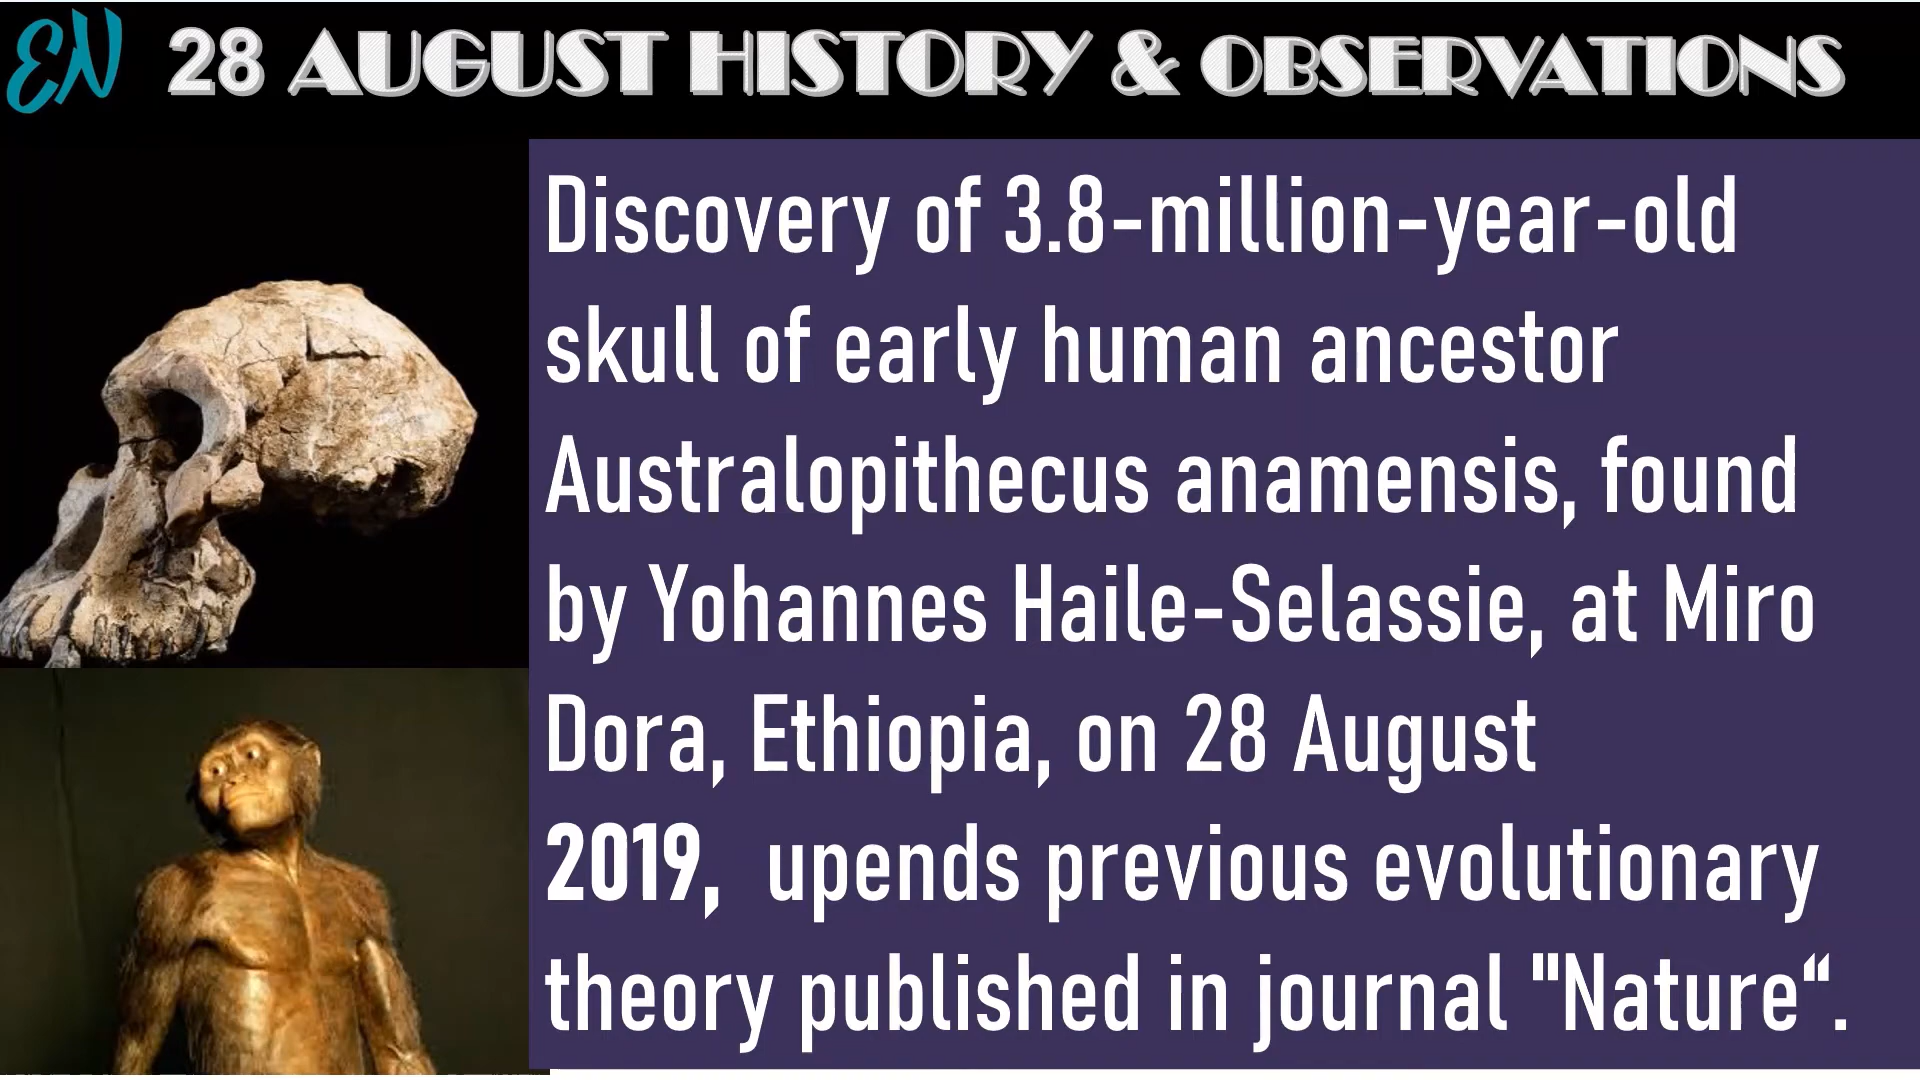 EN 28 AUGUST HISTORY & OBSERVATIONS
Discovery of 3.8-million-year-old
skull of early human ancestor
Australopithecus anamensis, found
by Yohannes Haile-Selassie, at Miro
Dora, Ethiopia, on 28 August
2019,  upends previous evolutionary
theory published in journal "Nature“.